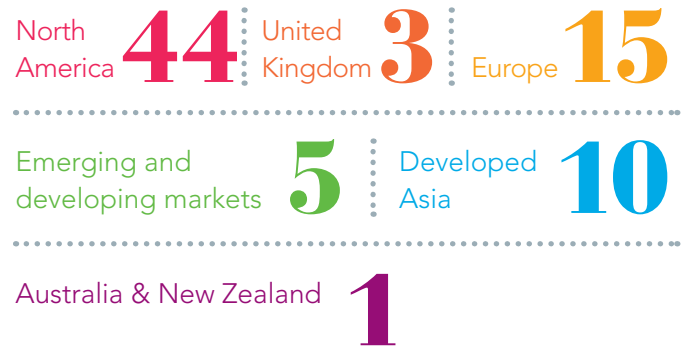 North America 44
United Kingdom 3
Europe 15
Emerging and developing markets 5
Developed Asia 10
Australia & New Zealand 1